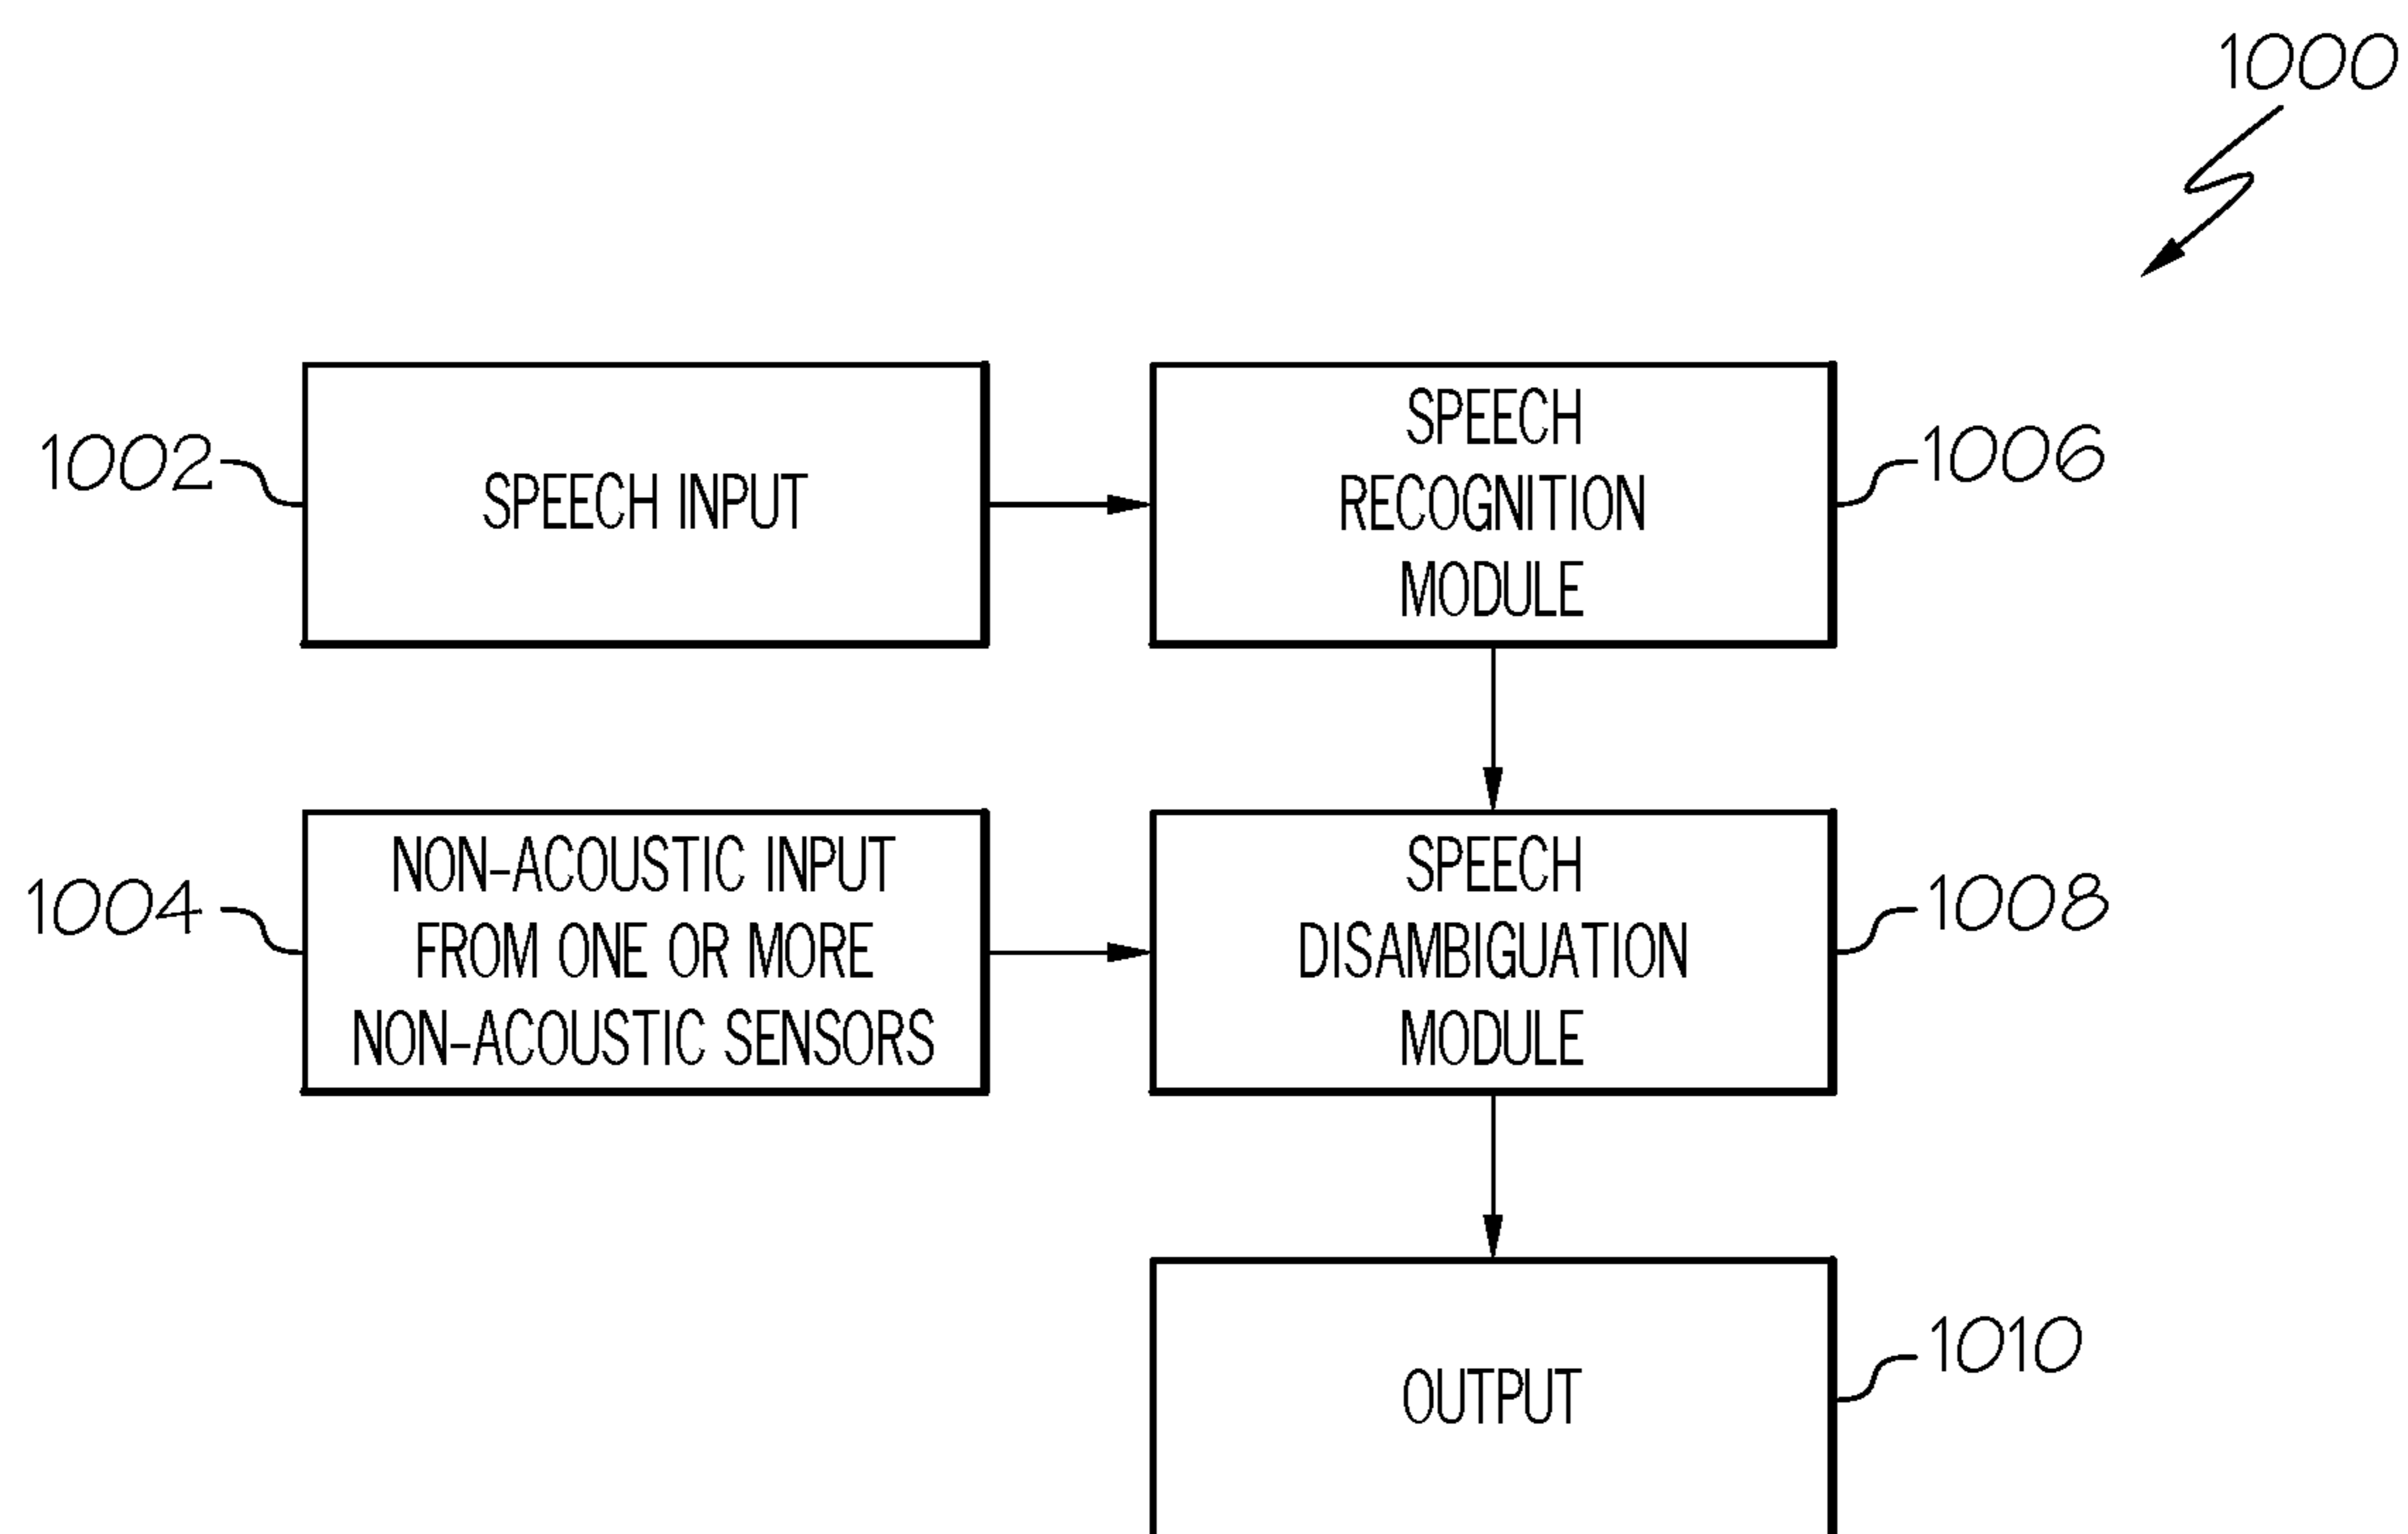 1000
1002
SPEECH INPUT
SPEECH
RECOGNITION
MODULE
1006
1004
NON-ACOUSTIC INPUT
FROM ONE OR MORE
NON-ACOUSTIC SENSORS
SPEECH
DISAMBIGUATION
MODULE
1008
OUTPUT
1010